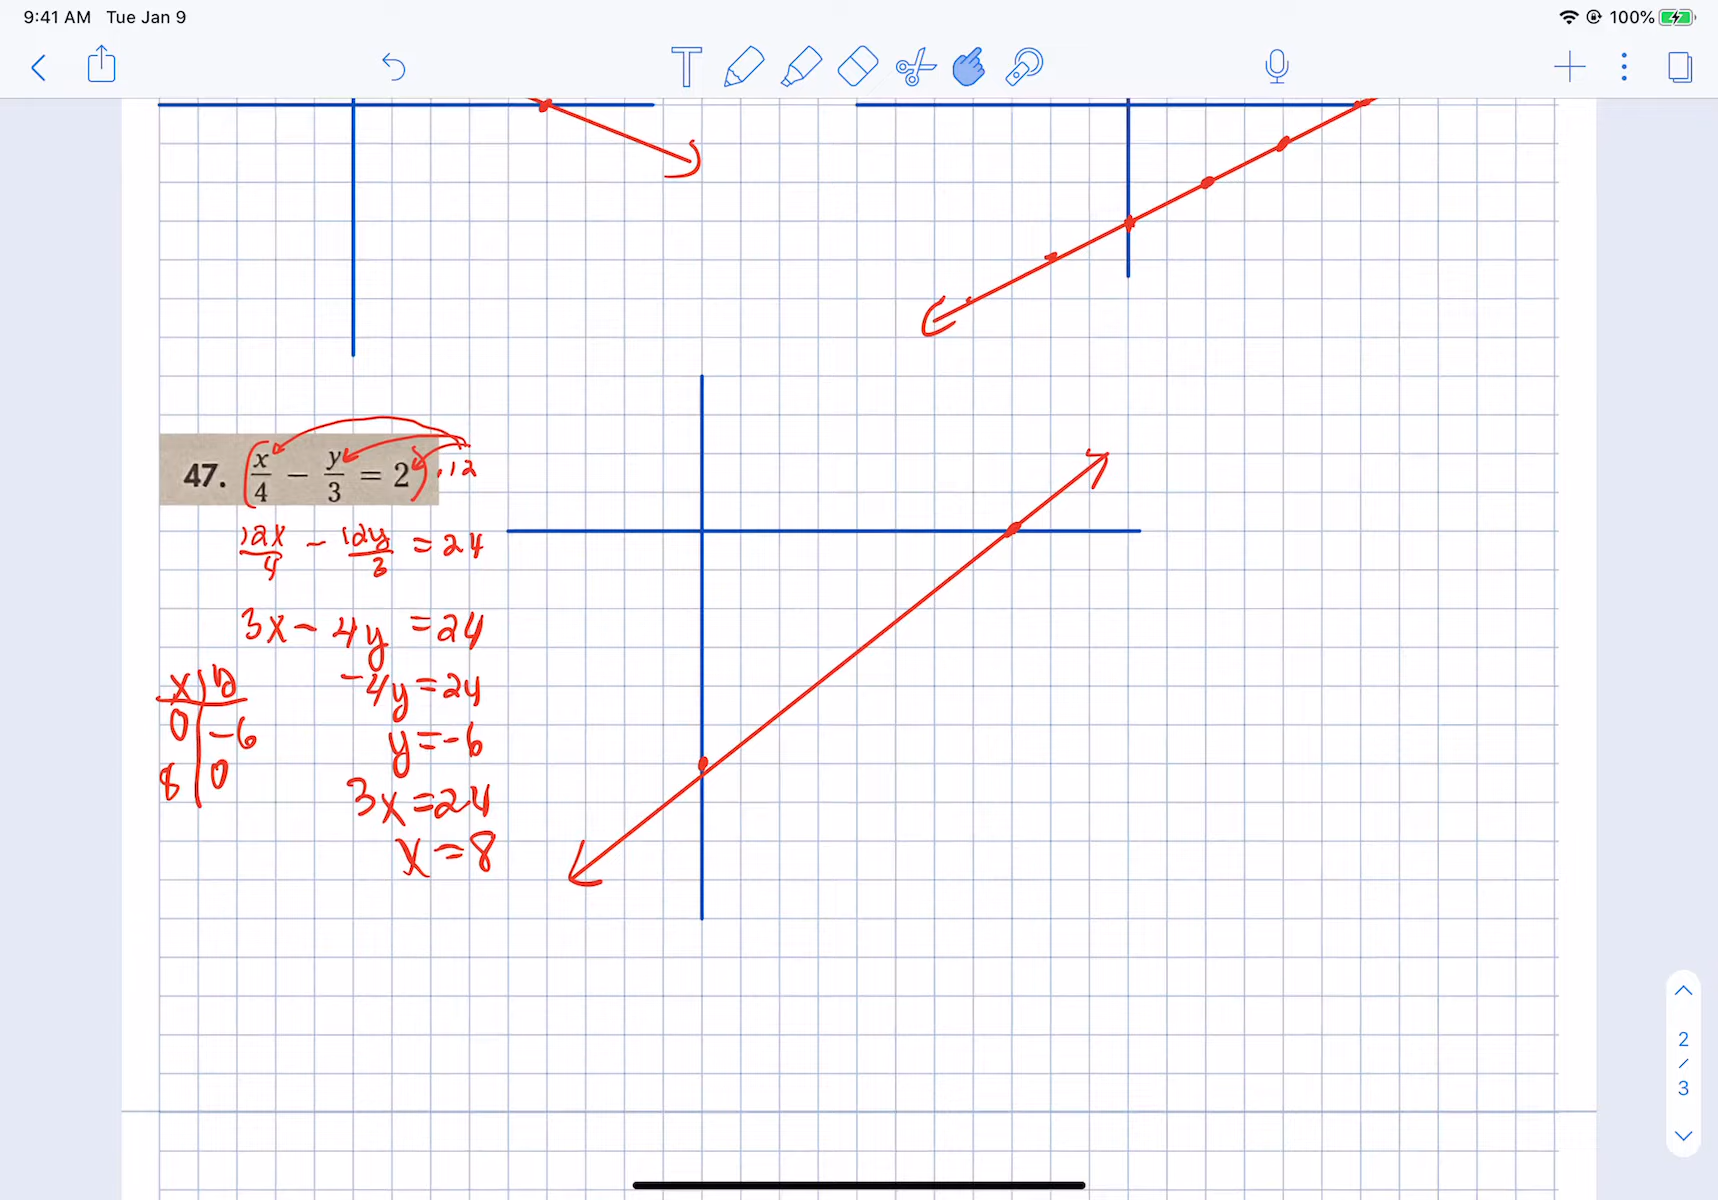 9:41 AM Tue Jan 9
100%
47. (x/4 − y/3 = 2) · 12
12x/4 − 12y/3 = 24
3x − 4y = 24
−4y = 24
y = −6
3x = 24
x = 8
x | y
0 | −6
8 | 0
2
/
3